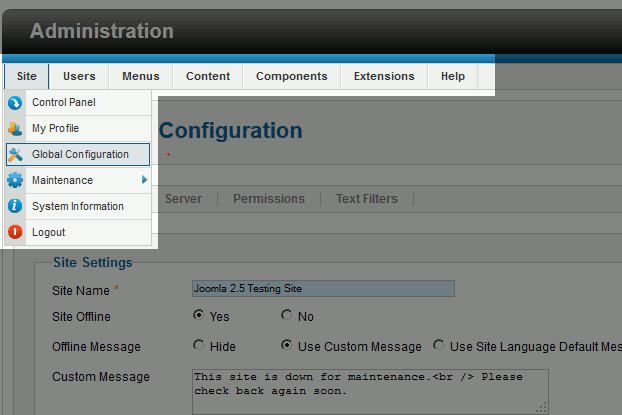 Administration
Site Users Menus Content Components Extensions Help
Control Panel
My Profile
Configuration
*
Global Configuration
Maintenance
Server Permissions Text Filters
System Information
Logout
Site Settings
Site Name * Joomla 2.5 Testing Site
Site Offline Yes No
Offline Message Hide Use Custom Message Use Site Language Default Mes
Custom Message This site is down for maintenance.<br /> Please
check back again soon.